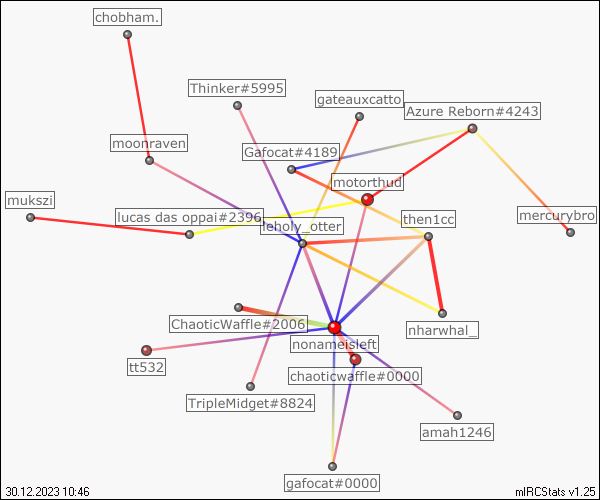 chobham.
Thinker#5995
gateauxcatto
Azure Reborn#4243
moonraven
Gafocat#4189
motorthud
mukszi
lucas das oppai#2396
leholy_otter
then1cc
mercurybro
ChaoticWaffle#2006
nonameisleft
nharwhal_
tt532
chaoticwaffle#0000
TripleMidget#8824
amah1246
gafocat#0000
30.12.2023 10:46
mIRCStats v1.25